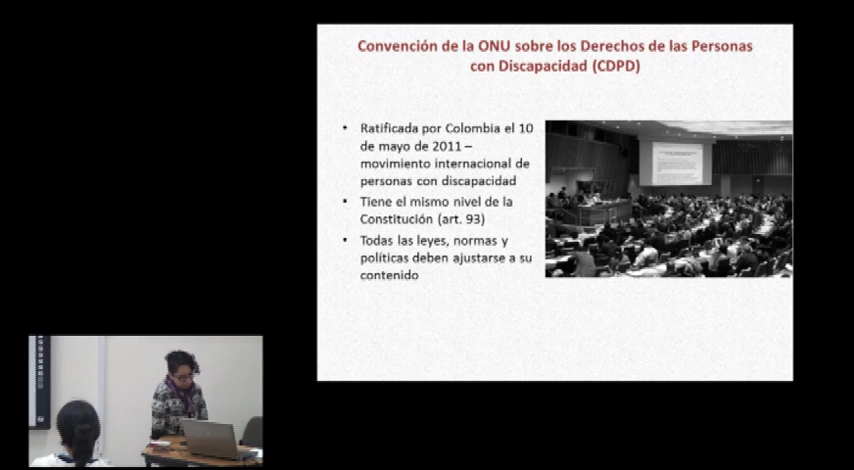 Convención de la ONU sobre los Derechos de las Personas
con Discapacidad (CDPD)
• Ratificada por Colombia el 10
de mayo de 2011 –
movimiento internacional de
personas con discapacidad
• Tiene el mismo nivel de la
Constitución (art. 93)
• Todas las leyes, normas y
políticas deben ajustarse a su
contenido